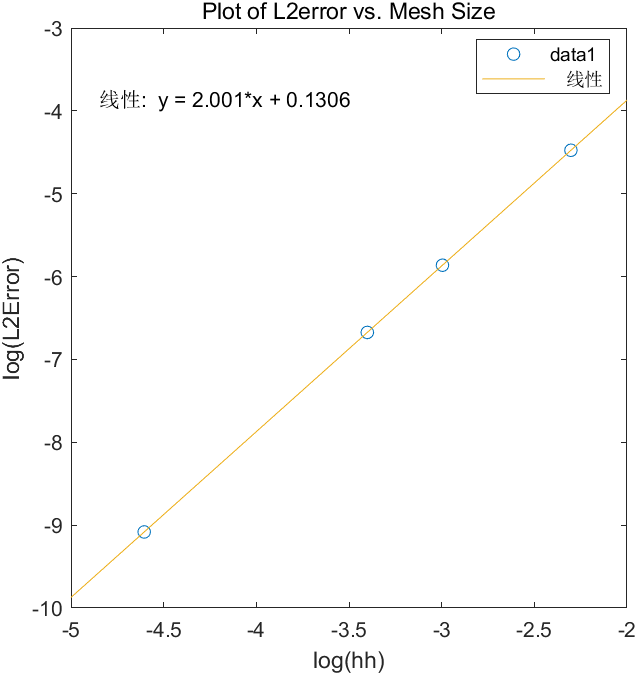 Plot of L2error vs. Mesh Size
-3
-4
-5
-6
-7
-8
-9
-10
log(L2Error)
线性: y = 2.001*x + 0.1306
data1
线性
-5
-4.5
-4
-3.5
-3
-2.5
-2
log(hh)